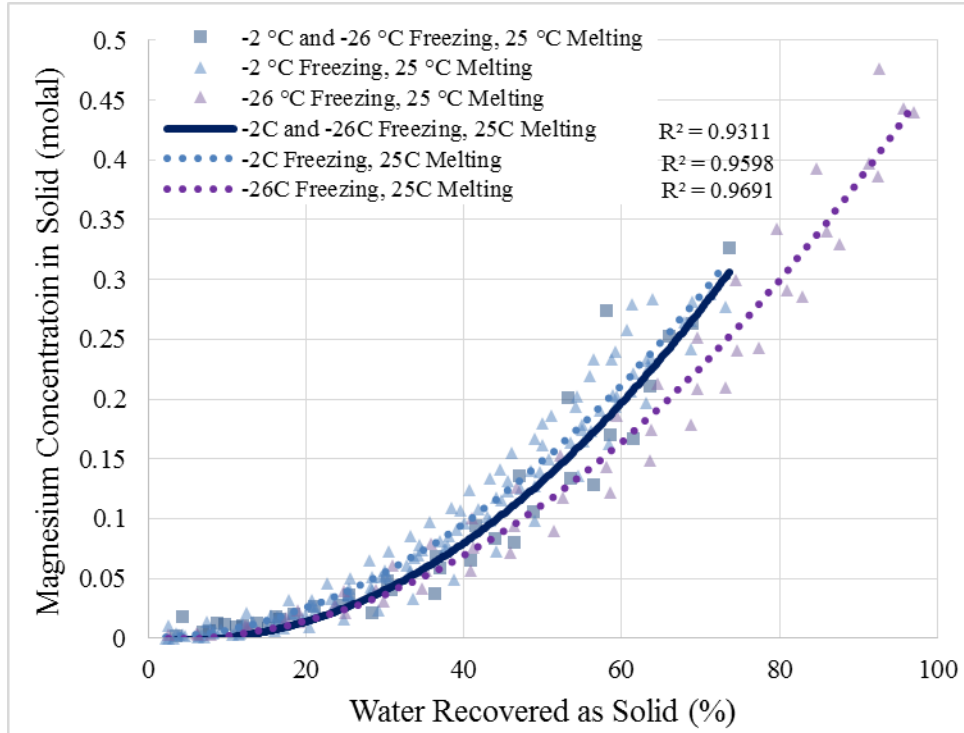 -2 °C and -26 °C Freezing, 25 °C Melting
-2 °C Freezing, 25 °C Melting
-26 °C Freezing, 25 °C Melting
-2C and -26C Freezing, 25C Melting R² = 0.9311
-2C Freezing, 25C Melting R² = 0.9598
-26C Freezing, 25C Melting R² = 0.9691
Magnesium Concentratoin in Solid (molal)
0.5
0.45
0.4
0.35
0.3
0.25
0.2
0.15
0.1
0.05
0
0 20 40 60 80 100
Water Recovered as Solid (%)